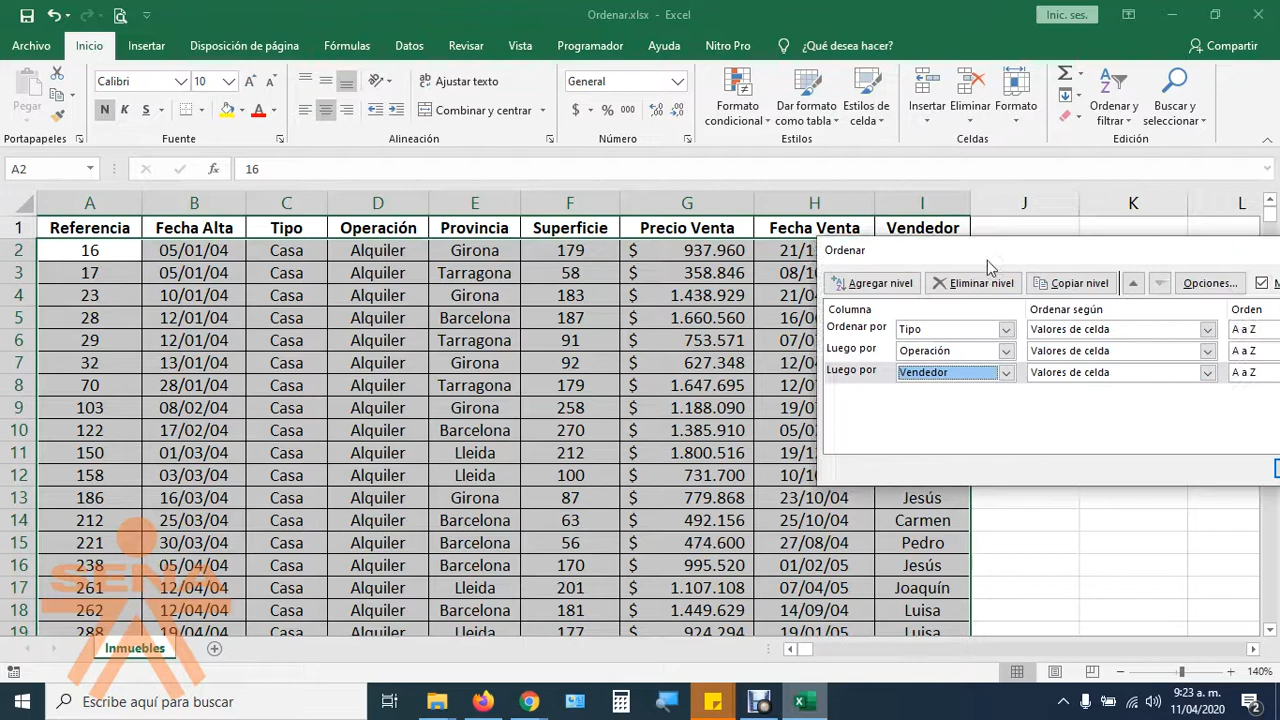 Ordenar.xlsx - Excel
Inic. ses.
Archivo Inicio Insertar Disposición de página Fórmulas Datos Revisar Vista Programador Ayuda Nitro Pro ¿Qué desea hacer? Compartir
Pegar
Calibri 10
N K S
Ajustar texto
Combinar y centrar
General
$ % 000
Formato condicional
Dar formato como tabla
Estilos de celda
Insertar
Eliminar
Formato
Ordenar y filtrar
Buscar y seleccionar
Portapapeles Fuente Alineación Número Estilos Celdas Edición
A2 fx 16
A B C D E F G H I J K L
1 Referencia Fecha Alta Tipo Operación Provincia Superficie Precio Venta Fecha Venta Vendedor
2 16 05/01/04 Casa Alquiler Girona 179 $ 937.960
3 17 05/01/04 Casa Alquiler Tarragona 58 $ 358.846
4 23 10/01/04 Casa Alquiler Girona 183 $ 1.438.929
5 28 12/01/04 Casa Alquiler Barcelona 187 $ 1.660.560
6 29 12/01/04 Casa Alquiler Tarragona 91 $ 753.571
7 32 13/01/04 Casa Alquiler Girona 92 $ 627.348
8 70 28/01/04 Casa Alquiler Tarragona 179 $ 1.647.695
9 103 08/02/04 Casa Alquiler Girona 258 $ 1.188.090
10 122 17/02/04 Casa Alquiler Barcelona 270 $ 1.385.910
11 150 01/03/04 Casa Alquiler Lleida 212 $ 1.800.516
12 158 03/03/04 Casa Alquiler Lleida 100 $ 731.700
13 186 16/03/04 Casa Alquiler Girona 87 $ 779.868 23/10/04 Jesús
14 212 25/03/04 Casa Alquiler Barcelona 63 $ 492.156 25/10/04 Carmen
15 221 30/03/04 Casa Alquiler Barcelona 56 $ 474.600 27/08/04 Pedro
16 238 05/04/04 Casa Alquiler Barcelona 170 $ 995.520 01/02/05 Jesús
17 261 12/04/04 Casa Alquiler Lleida 201 $ 1.107.108 07/04/05 Joaquín
18 262 12/04/04 Casa Alquiler Barcelona 181 $ 1.449.629 14/09/04 Luisa
19 288 19/04/04 Casa Alquiler Lleida 177 $ 924.294 19/01/05 Luisa
Ordenar
Agregar nivel Eliminar nivel Copiar nivel Opciones...
Columna Ordenar según Orden
Ordenar por Tipo Valores de celda A a Z
Luego por Operación Valores de celda A a Z
Luego por Vendedor Valores de celda A a Z
SENA
Inmuebles
140%
Escribe aquí para buscar
9:23 a. m.
11/04/2020
2